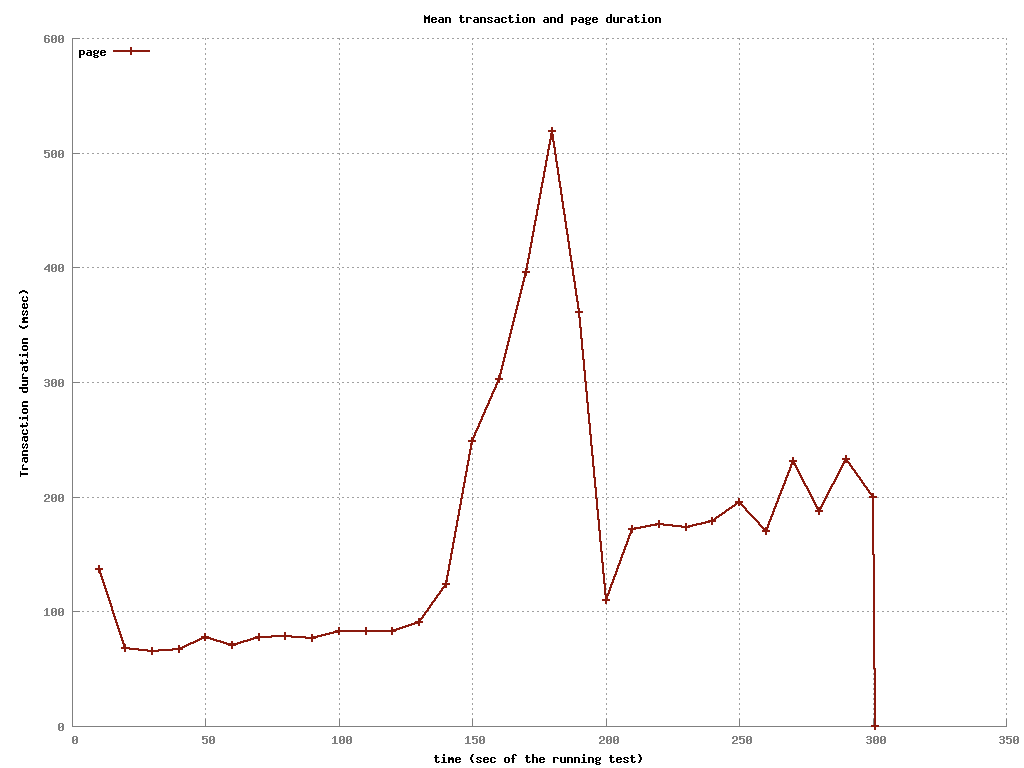 Mean transaction and page duration
page
600
500
400
300
200
100
0
Transaction duration (msec)
0 50 100 150 200 250 300 350
time (sec of the running test)